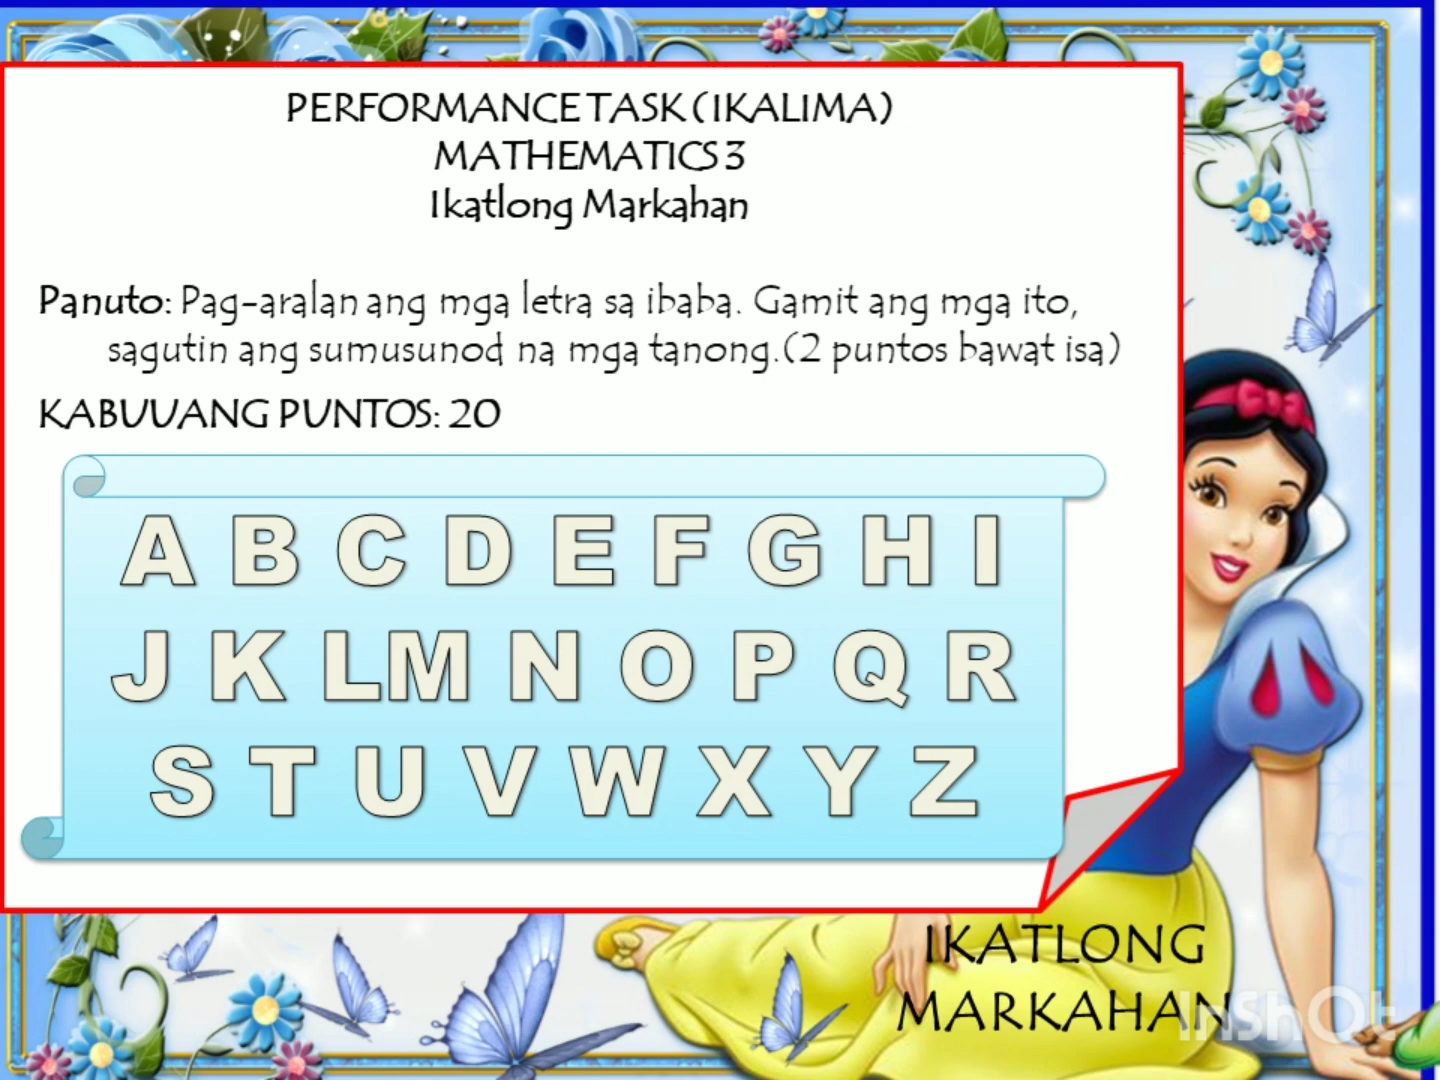 PERFORMANCE TASK (IKALIMA)
MATHEMATICS 3
Ikatlong Markahan
Panuto: Pag-aralan ang mga letra sa ibaba. Gamit ang mga ito,
sagutin ang sumusunod na mga tanong.(2 puntos bawat isa)
KABUUANG PUNTOS: 20
A B C D E F G H I
J K L M N O P Q R
S T U V W X Y Z
IKATLONG
MARKAHAN
InShOt